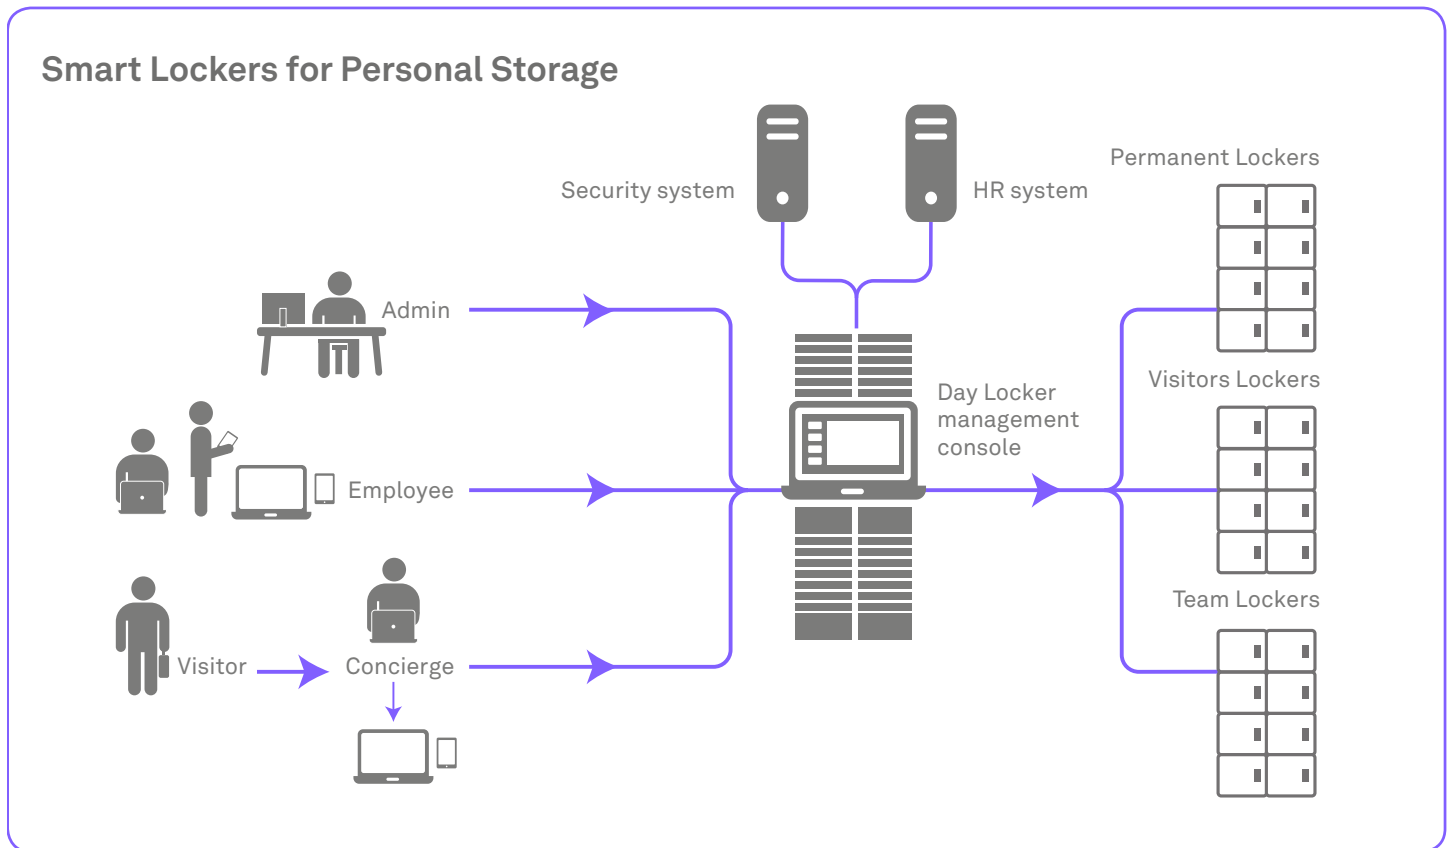 Smart Lockers for Personal Storage
Security system
HR system
Permanent Lockers
Admin
Visitors Lockers
Day Locker
management
console
Employee
Team Lockers
Visitor
Concierge